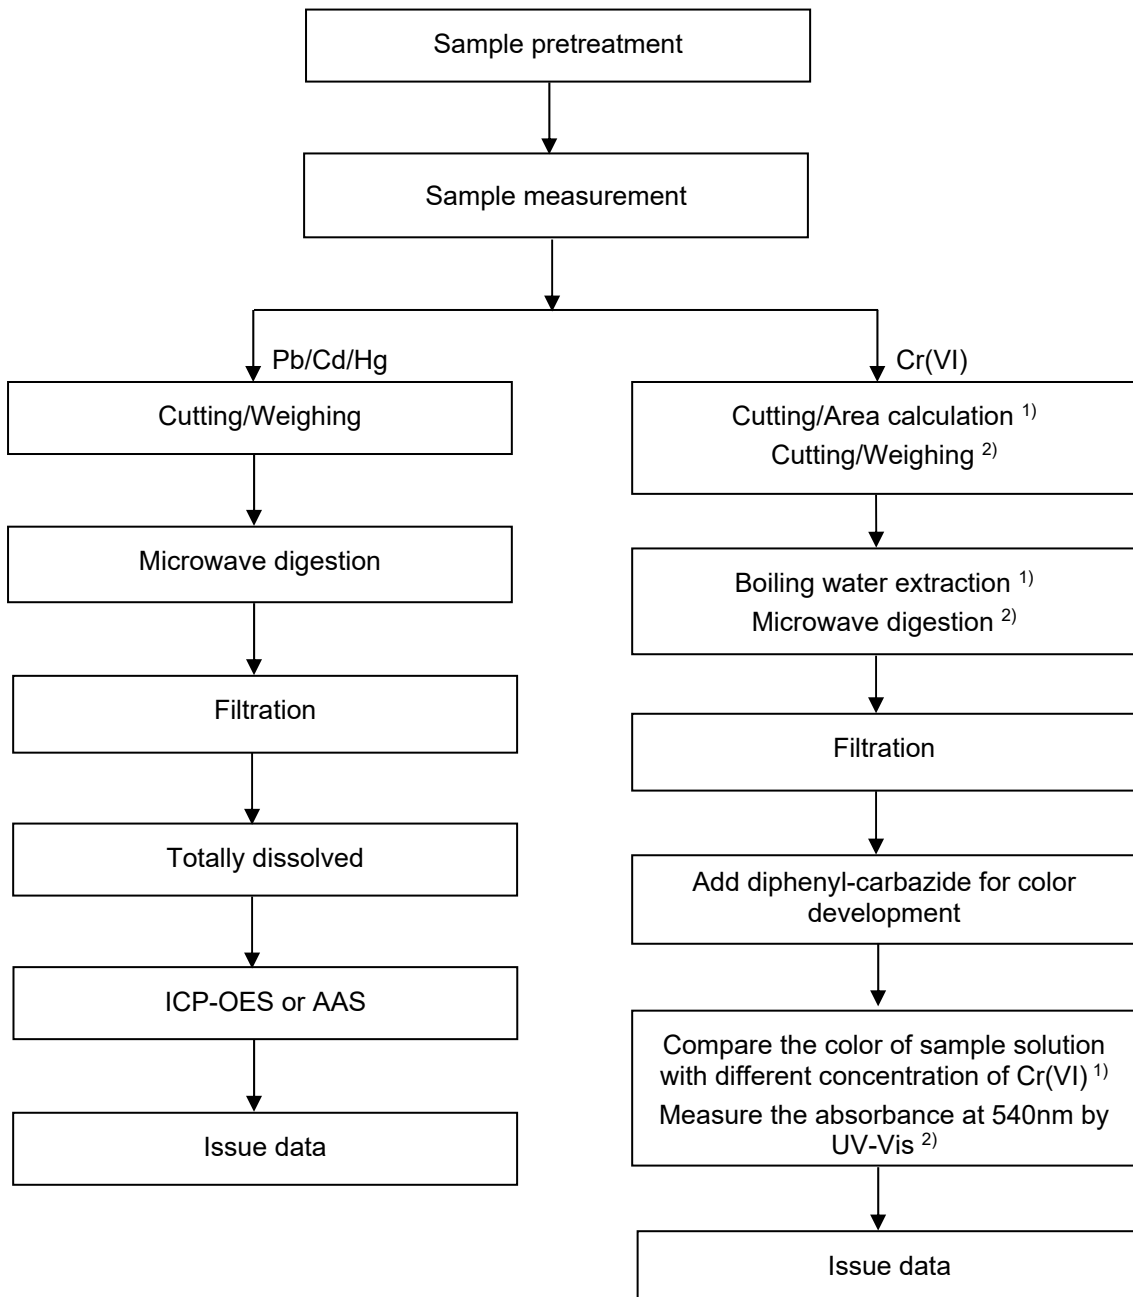 Sample pretreatment
Sample measurement
Pb/Cd/Hg
Cutting/Weighing
Microwave digestion
Filtration
Totally dissolved
ICP-OES or AAS
Issue data
Cr(VI)
Cutting/Area calculation 1)
Cutting/Weighing 2)
Boiling water extraction 1)
Microwave digestion 2)
Filtration
Add diphenyl-carbazide for color
development
Compare the color of sample solution
with different concentration of Cr(VI) 1)
Measure the absorbance at 540nm by
UV-Vis 2)
Issue data